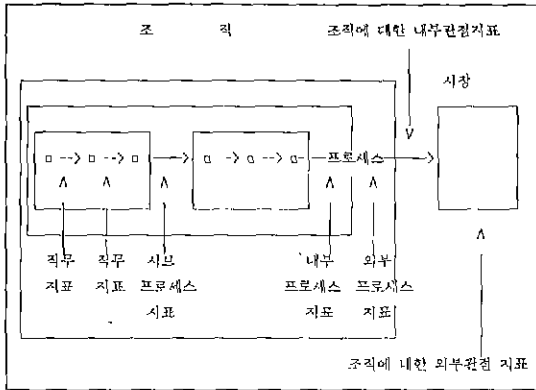 조 직 조직에 대한 내부관점지표
시장
프로세스
직무 직무 서브 내부 외부
지표 지표 프로세스 프로세스 프로세스
지표 지표 지표
조직에 대한 외부관점 지표